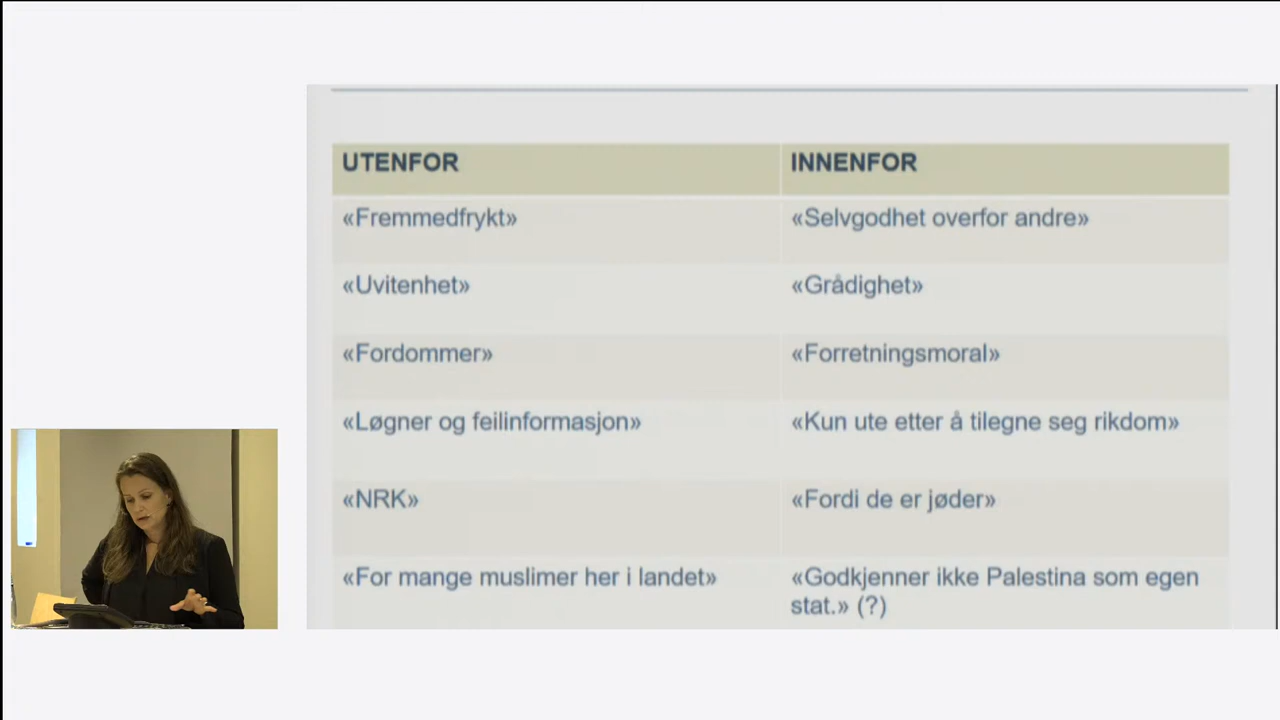 UTENFOR INNENFOR
«Fremmedfrykt» «Selvgodhet overfor andre»
«Uvitenhet» «Grådighet»
«Fordommer» «Forretningsmoral»
«Løgner og feilinformasjon» «Kun ute etter å tilegne seg rikdom»
«NRK» «Fordi de er jøder»
«For mange muslimer her i landet» «Godkjenner ikke Palestina som egen
stat.» (?)